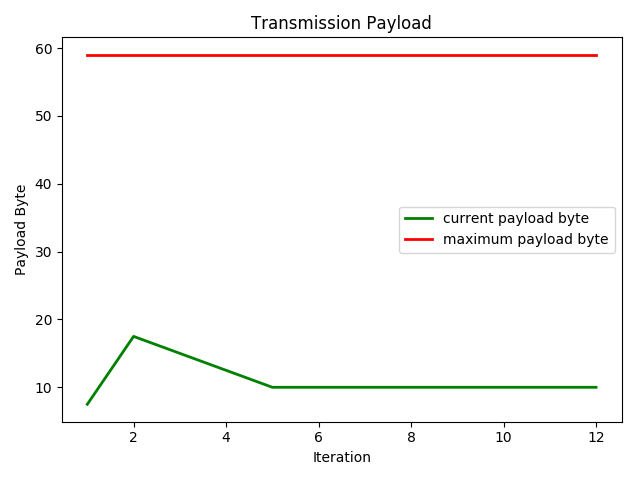 Transmission Payload
60
50
40
30
20
10
Payload Byte
current payload byte
maximum payload byte
2 4 6 8 10 12
Iteration